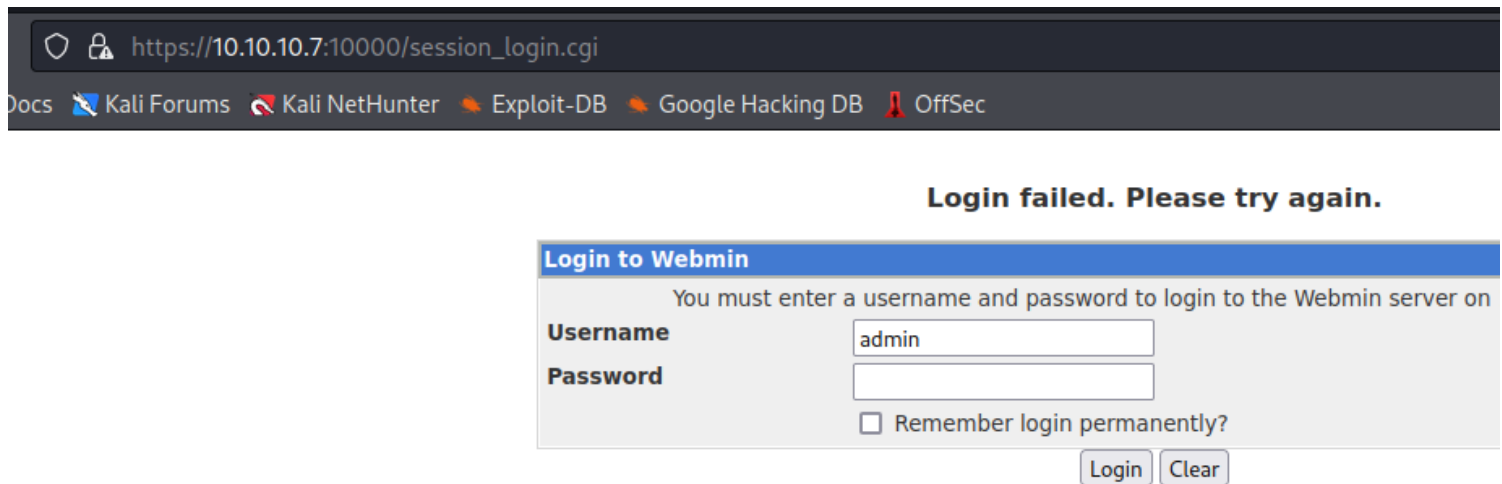 https://10.10.10.7:10000/session_login.cgi
Docs Kali Forums Kali NetHunter Exploit-DB Google Hacking DB OffSec
Login failed. Please try again.
Login to Webmin
You must enter a username and password to login to the Webmin server on
Username admin
Password
Remember login permanently?
Login Clear